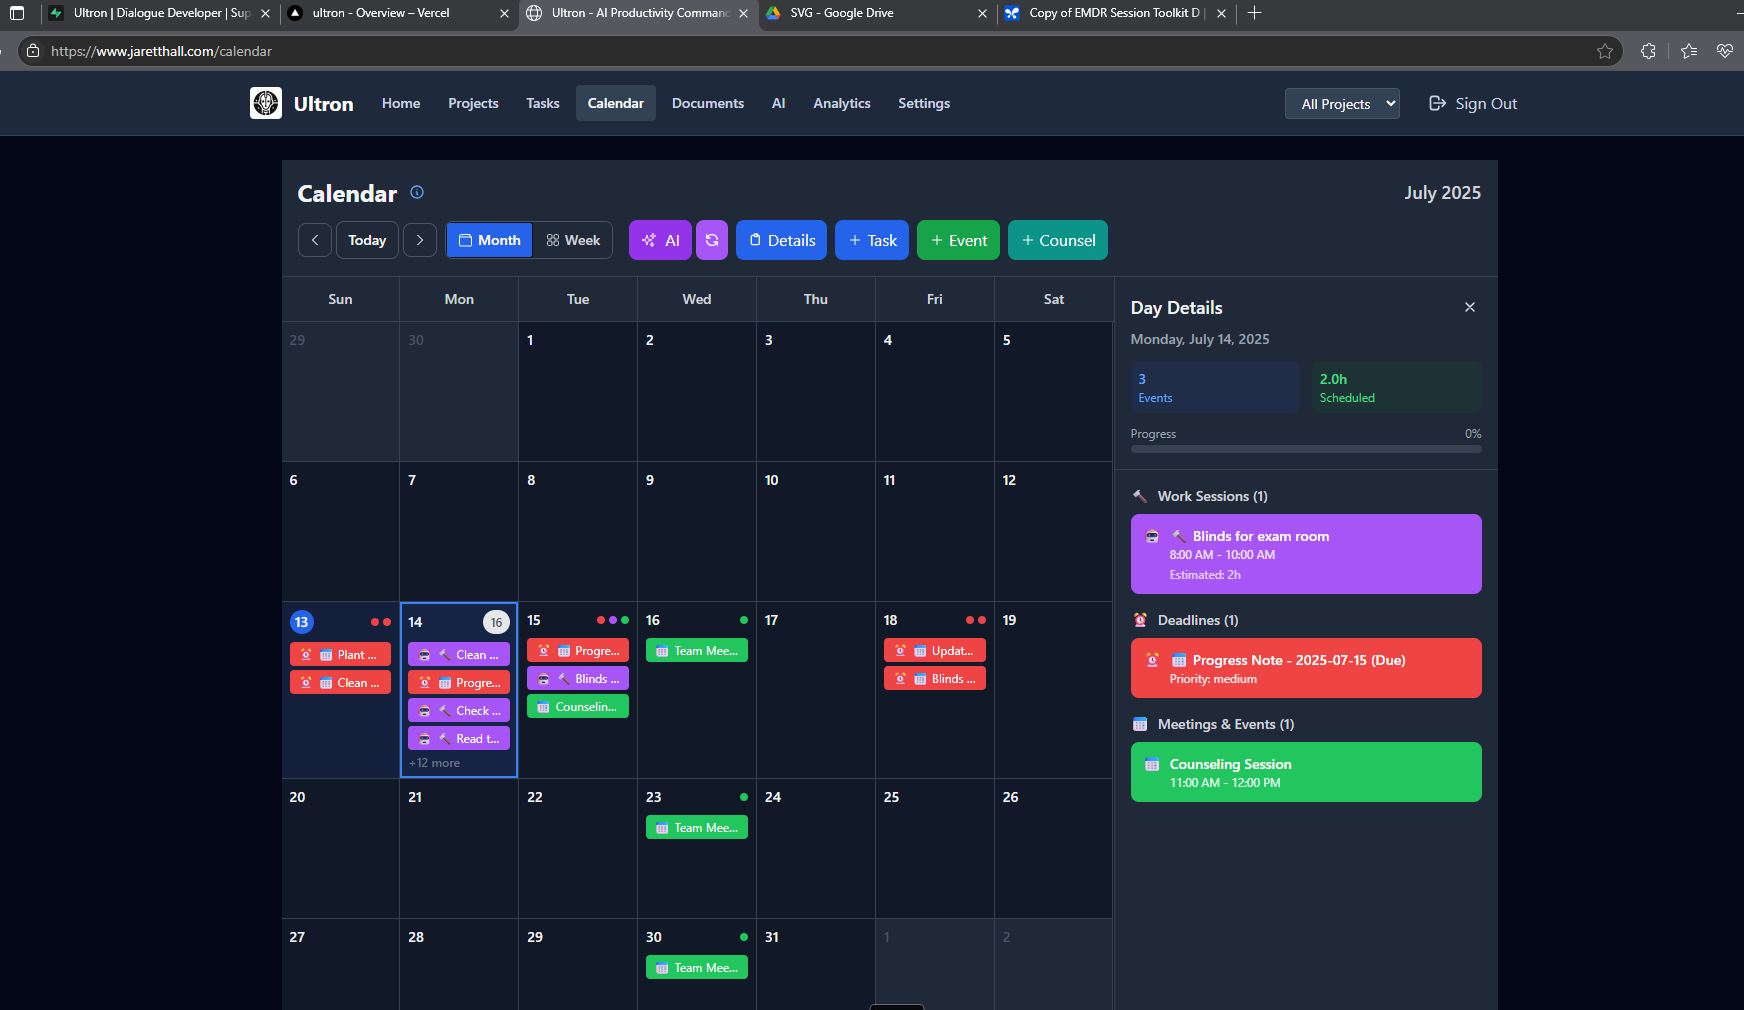 Ultron | Dialogue Developer | Sup
ultron - Overview – Vercel
Ultron - AI Productivity Comman
SVG - Google Drive
Copy of EMDR Session Toolkit D |
https://www.jaretthall.com/calendar
Ultron Home Projects Tasks Calendar Documents AI Analytics Settings All Projects Sign Out
Calendar July 2025
Today Month Week AI Details + Task + Event + Counsel
Sun Mon Tue Wed Thu Fri Sat
29 30 1 2 3 4 5
6 7 8 9 10 11 12
13 14 16 15 16 17 18 19
Plant ... Clean ... Progre... Team Mee... Updat...
Clean ... Progre... Blinds ... Blinds ...
Check ... Counselin...
Read t...
+12 more
20 21 22 23 24 25 26
Team Mee...
27 28 29 30 31 1 2
Team Mee...
Day Details
Monday, July 14, 2025
3 2.0h
Events Scheduled
Progress 0%
Work Sessions (1)
Blinds for exam room
8:00 AM - 10:00 AM
Estimated: 2h
Deadlines (1)
Progress Note - 2025-07-15 (Due)
Priority: medium
Meetings & Events (1)
Counseling Session
11:00 AM - 12:00 PM